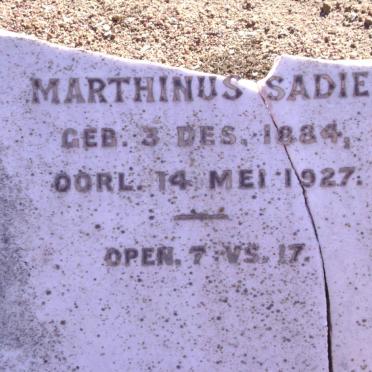 MARTHINUS SADIE
GEB. 3 DES. 1884,
OORL. 14 MEI 1927.
OPEN. 7 VS. 17.